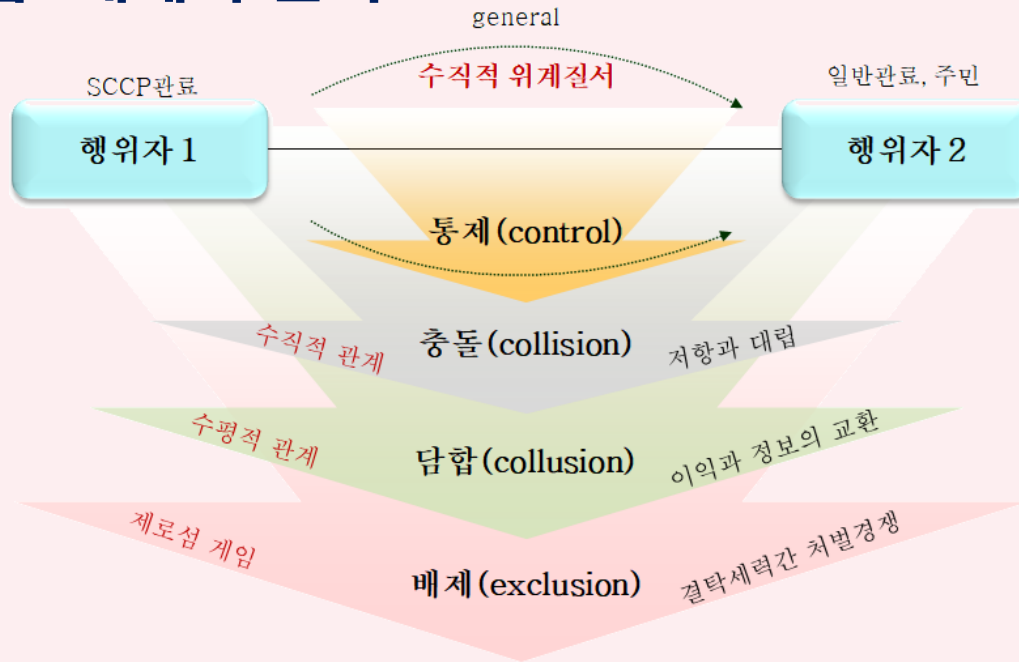 general
수직적 위계질서
SCCP관료
일반관료, 주민
행위자 1
행위자 2
통제(control)
수직적 관계
충돌(collision)
저항과 대립
수평적 관계
담합(collusion)
이익과 정보의 교환
제로섬 게임
배제(exclusion)
결탁세력간 처벌경쟁